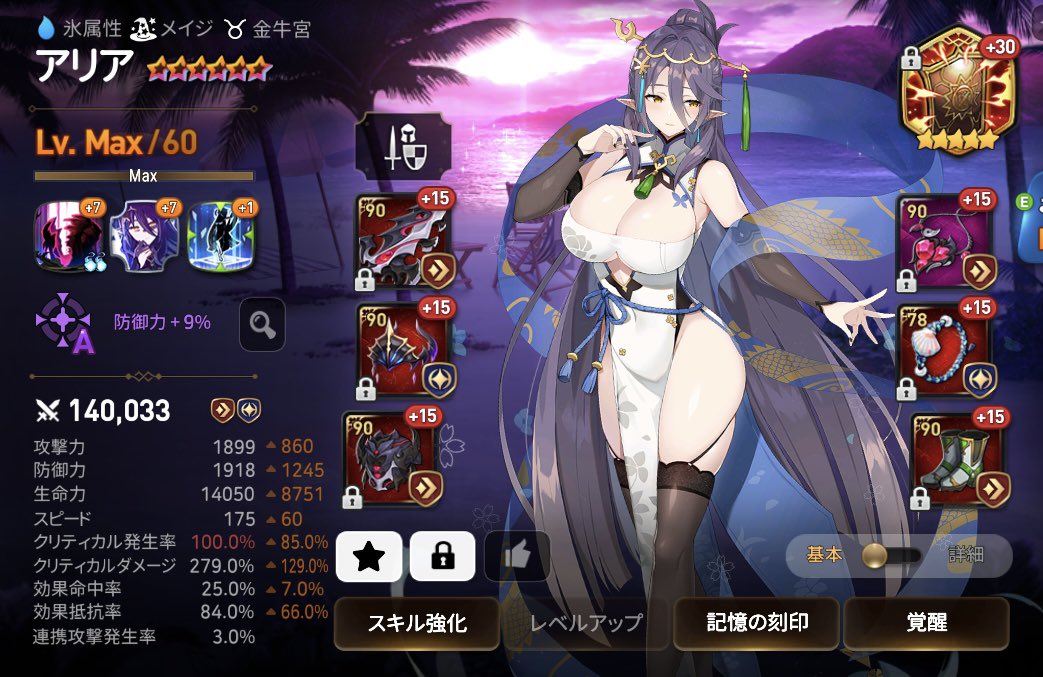 氷属性 メイジ 金牛宮
アリア
+30
Lv. Max/60
Max
+7 +7 +1
A 防御力 + 9%
90 +15
90 +15
90 +15
90 +15
E
78 +15
90 +15
140,033
攻撃力 1899 860
防御力 1918 1245
生命力 14050 8751
スピード 175 60
クリティカル発生率 100.0% 85.0%
クリティカルダメージ 279.0% 129.0%
効果命中率 25.0% 7.0%
効果抵抗率 84.0% 66.0%
連携攻撃発生率 3.0%
基本 詳細
スキル強化 レベルアップ 記憶の刻印 覚醒